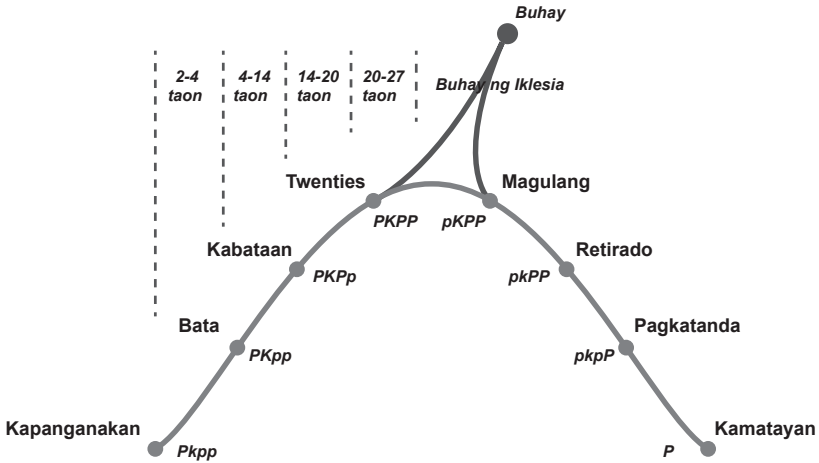 Buhay
2-4
taon
4-14
taon
14-20
taon
20-27
taon
Buhay ng Iklesia
Twenties
Magulang
PKPP
pKPP
Kabataan
Retirado
PKPp
pkPP
Bata
Pagkatanda
PKpp
pkpP
Kapanganakan
Kamatayan
Pkpp
P